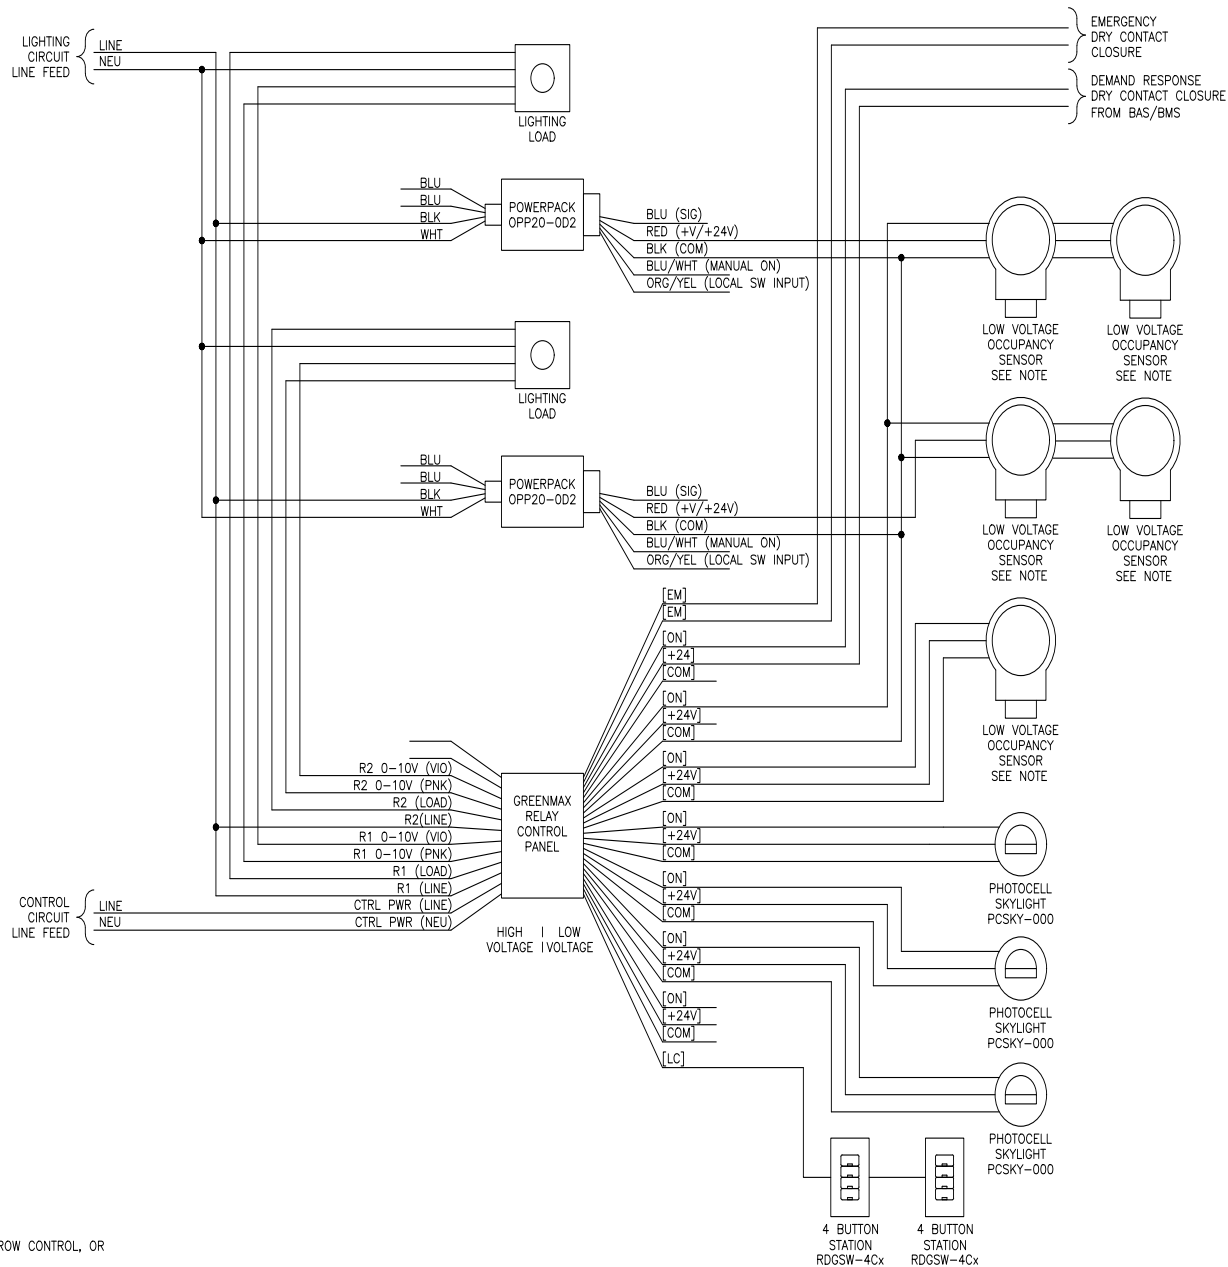 LIGHTING
CIRCUIT
LINE FEED
LINE
NEU
LIGHTING
LOAD
EMERGENCY
DRY CONTACT
CLOSURE
DEMAND RESPONSE
DRY CONTACT CLOSURE
FROM BAS/BMS
BLU
BLU
BLK
WHT
POWERPACK
OPP20-0D2
BLU (SIG)
RED (+V/+24V)
BLK (COM)
BLU/WHT (MANUAL ON)
ORG/YEL (LOCAL SW INPUT)
LOW VOLTAGE
OCCUPANCY
SENSOR
SEE NOTE
LOW VOLTAGE
OCCUPANCY
SENSOR
SEE NOTE
LIGHTING
LOAD
BLU
BLU
BLK
WHT
POWERPACK
OPP20-0D2
BLU (SIG)
RED (+V/+24V)
BLK (COM)
BLU/WHT (MANUAL ON)
ORG/YEL (LOCAL SW INPUT)
LOW VOLTAGE
OCCUPANCY
SENSOR
SEE NOTE
LOW VOLTAGE
OCCUPANCY
SENSOR
SEE NOTE
[EM]
[EM]
[ON]
[+24]
[COM]
[ON]
[+24V]
[COM]
[ON]
[+24V]
[COM]
[ON]
[+24V]
[COM]
[ON]
[+24V]
[COM]
[ON]
[+24V]
[COM]
[ON]
[+24V]
[COM]
[LC]
LOW VOLTAGE
OCCUPANCY
SENSOR
SEE NOTE
R2 0-10V (VIO)
R2 0-10V (PNK)
R2 (LOAD)
R2(LINE)
R1 0-10V (VIO)
R1 0-10V (PNK)
R1 (LOAD)
R1 (LINE)
CTRL PWR (LINE)
CTRL PWR (NEU)
GREENMAX
RELAY
CONTROL
PANEL
HIGH | LOW
VOLTAGE | VOLTAGE
CONTROL
CIRCUIT
LINE FEED
LINE
NEU
PHOTOCELL
SKYLIGHT
PCSKY-000
PHOTOCELL
SKYLIGHT
PCSKY-000
PHOTOCELL
SKYLIGHT
PCSKY-000
4 BUTTON
STATION
RDGSW-4Cx
4 BUTTON
STATION
RDGSW-4Cx
ROW CONTROL, OR